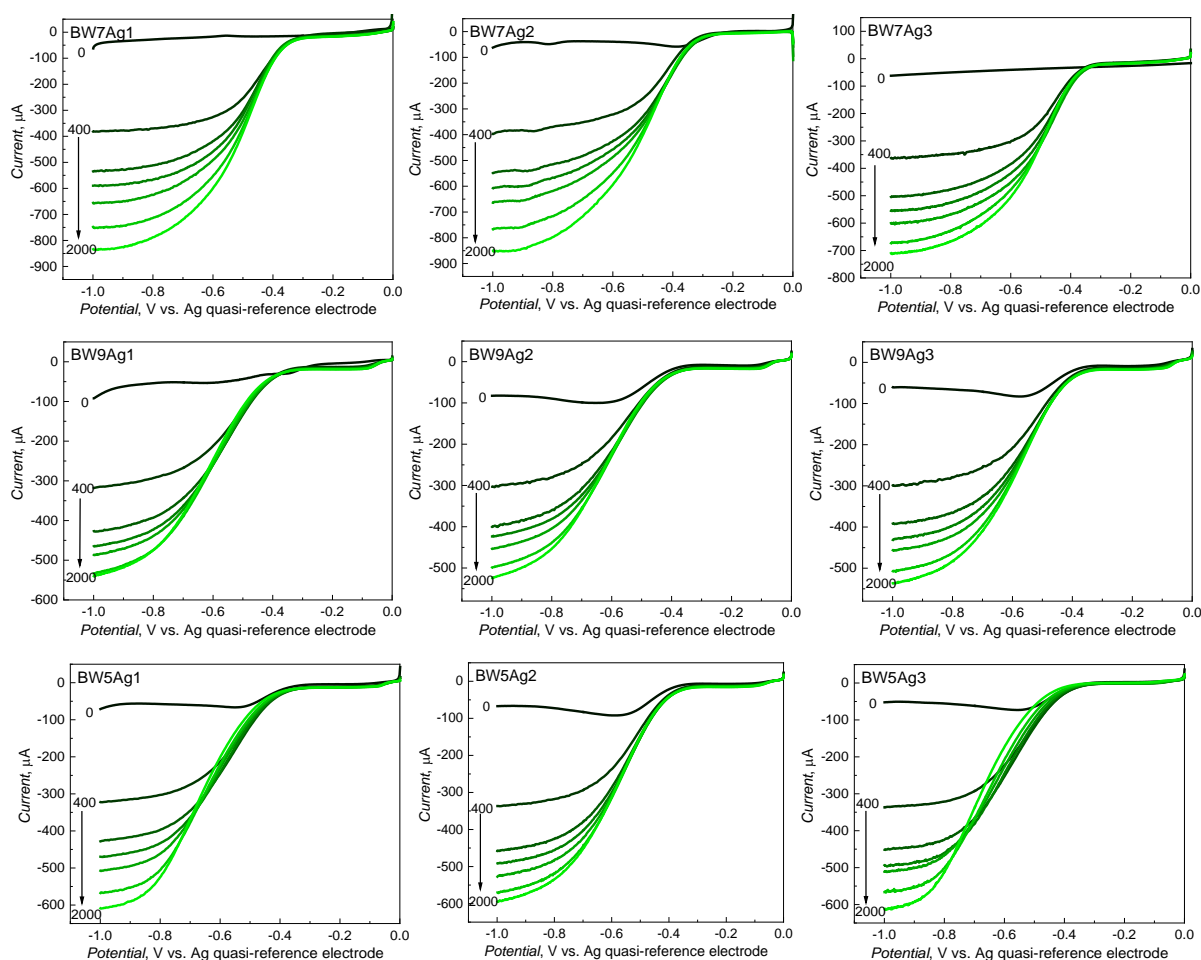 BW7Ag1
Current, µA
0
-100
-200
-300
-400
-500
-600
-700
-800
-900
0
400
2000
-1.0 -0.8 -0.6 -0.4 -0.2 0.0
Potential, V vs. Ag quasi-reference electrode
BW7Ag2
Current, µA
0
-100
-200
-300
-400
-500
-600
-700
-800
-900
0
400
2000
-1.0 -0.8 -0.6 -0.4 -0.2 0.0
Potential, V vs. Ag quasi-reference electrode
BW7Ag3
Current, µA
100
0
-100
-200
-300
-400
-500
-600
-700
-800
0
400
2000
-1.0 -0.8 -0.6 -0.4 -0.2 0.0
Potential, V vs. Ag quasi-reference electrode
BW9Ag1
Current, µA
0
-100
-200
-300
-400
-500
-600
0
400
2000
-1.0 -0.8 -0.6 -0.4 -0.2 0.0
Potential, V vs. Ag quasi-reference electrode
BW9Ag2
Current, µA
0
-100
-200
-300
-400
-500
0
400
2000
-1.0 -0.8 -0.6 -0.4 -0.2 0.0
Potential, V vs. Ag quasi-reference electrode
BW9Ag3
Current, µA
0
-100
-200
-300
-400
-500
0
400
2000
-1.0 -0.8 -0.6 -0.4 -0.2 0.0
Potential, V vs. Ag quasi-reference electrode
BW5Ag1
Current, µA
0
-100
-200
-300
-400
-500
-600
0
400
2000
-1.0 -0.8 -0.6 -0.4 -0.2 0.0
Potential, V vs. Ag quasi-reference electrode
BW5Ag2
Current, µA
0
-100
-200
-300
-400
-500
-600
0
400
2000
-1.0 -0.8 -0.6 -0.4 -0.2 0.0
Potential, V vs. Ag quasi-reference electrode
BW5Ag3
Current, µA
0
-100
-200
-300
-400
-500
-600
0
400
2000
-1.0 -0.8 -0.6 -0.4 -0.2 0.0
Potential, V vs. Ag quasi-reference electrode